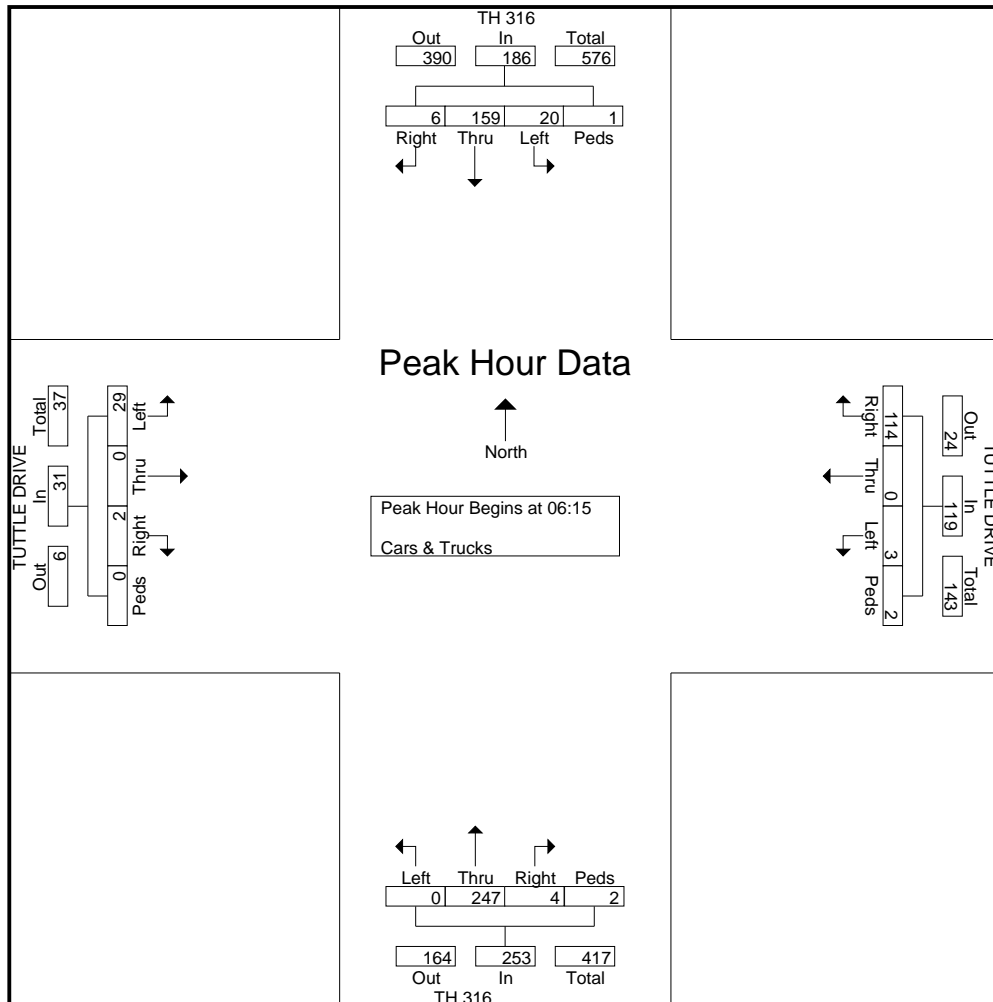 TH 316
Out In Total
390 186 576
6 159 20 1
Right Thru Left Peds
Peak Hour Data
North
Peak Hour Begins at 06:15
Cars & Trucks
TUTTLE DRIVE
Out In Total
6 31 37
29 0 2 0
Left Thru Right Peds
TUTTLE DRIVE
Out In Total
24 119 143
114 0 3 2
Right Thru Left Peds
Left Thru Right Peds
0 247 4 2
164 253 417
Out In Total
TH 316